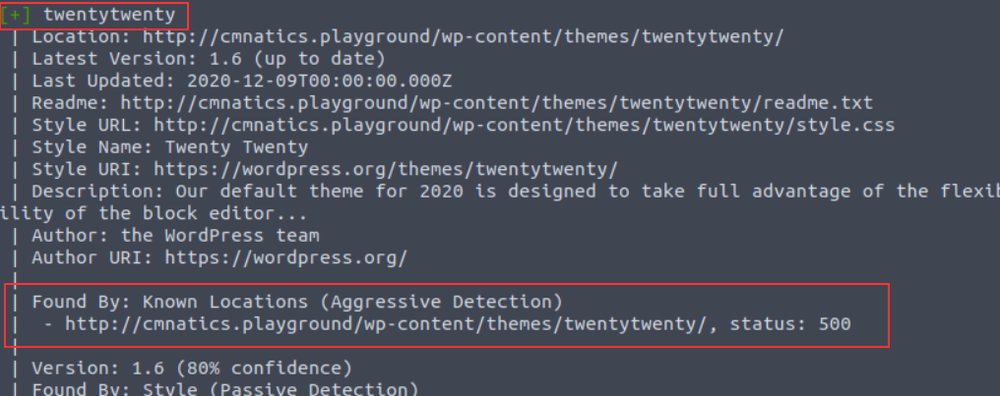 [+] twentytwenty
| Location: http://cmnatics.playground/wp-content/themes/twentytwenty/
| Latest Version: 1.6 (up to date)
| Last Updated: 2020-12-09T00:00:00.000Z
| Readme: http://cmnatics.playground/wp-content/themes/twentytwenty/readme.txt
| Style URL: http://cmnatics.playground/wp-content/themes/twentytwenty/style.css
| Style Name: Twenty Twenty
| Style URI: https://wordpress.org/themes/twentytwenty/
| Description: Our default theme for 2020 is designed to take full advantage of the flexib
ility of the block editor...
| Author: the WordPress team
| Author URI: https://wordpress.org/
|
| Found By: Known Locations (Aggressive Detection)
|  - http://cmnatics.playground/wp-content/themes/twentytwenty/, status: 500
|
| Version: 1.6 (80% confidence)
| Found By: Style (Passive Detection)